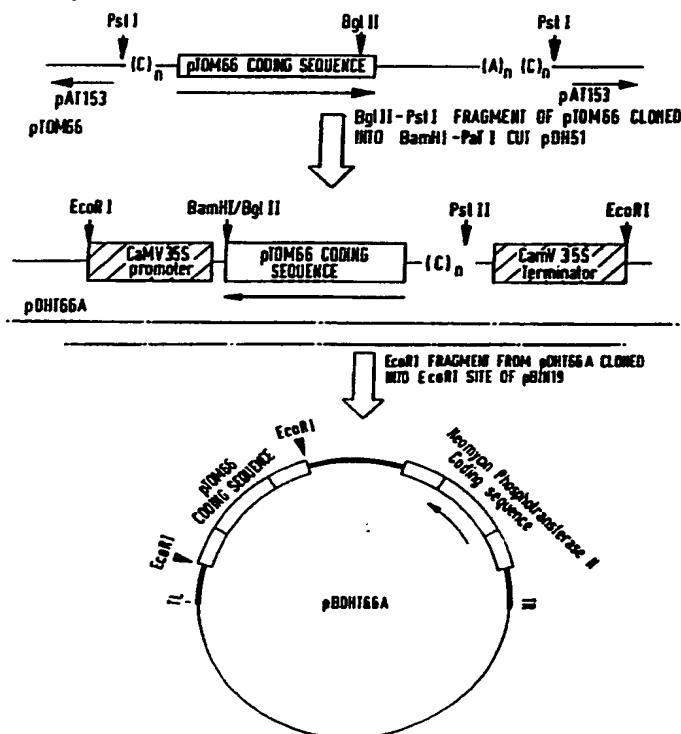 Pst I
Bgl II
Pst I
(C)n
pTOM66 CODING SEQUENCE
(A)n (C)n
pAT153
pAT153
pTOM66
BglII-PstI FRAGMENT OF pTOM66 CLONED
INTO BamHI-PaT I CUT pDH51
EcoR I
BamHI/Bgl II
Pst II
EcoR I
CaMV 35S
promoter
pTOM66 CODING
SEQUENCE
(C)n
CamV 35S
Terminator
pDHT66A
EcoRI FRAGMENT FROM pDHT66A CLONED
INTO EcoRI SITE OF pBIN19
EcoRI
pTOM66
CODING SEQUENCE
Neomycin Phosphotransferase II
Coding sequence
EcoRI
TL
pBDHT66A